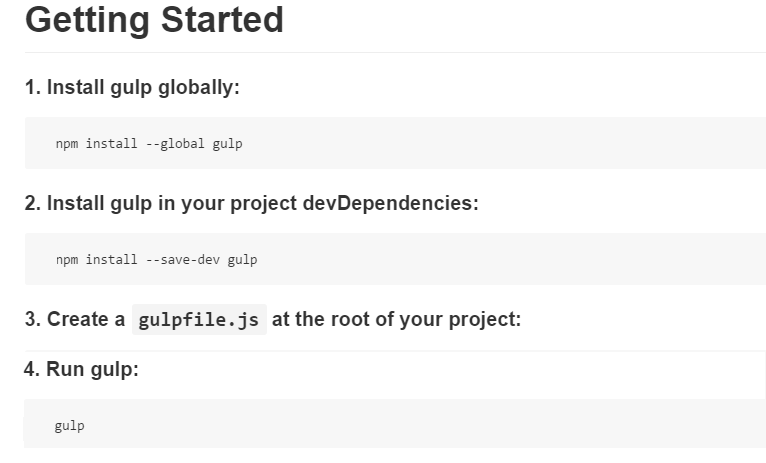 Getting Started
1. Install gulp globally:
npm install --global gulp
2. Install gulp in your project devDependencies:
npm install --save-dev gulp
3. Create a gulpfile.js at the root of your project:
4. Run gulp:
gulp